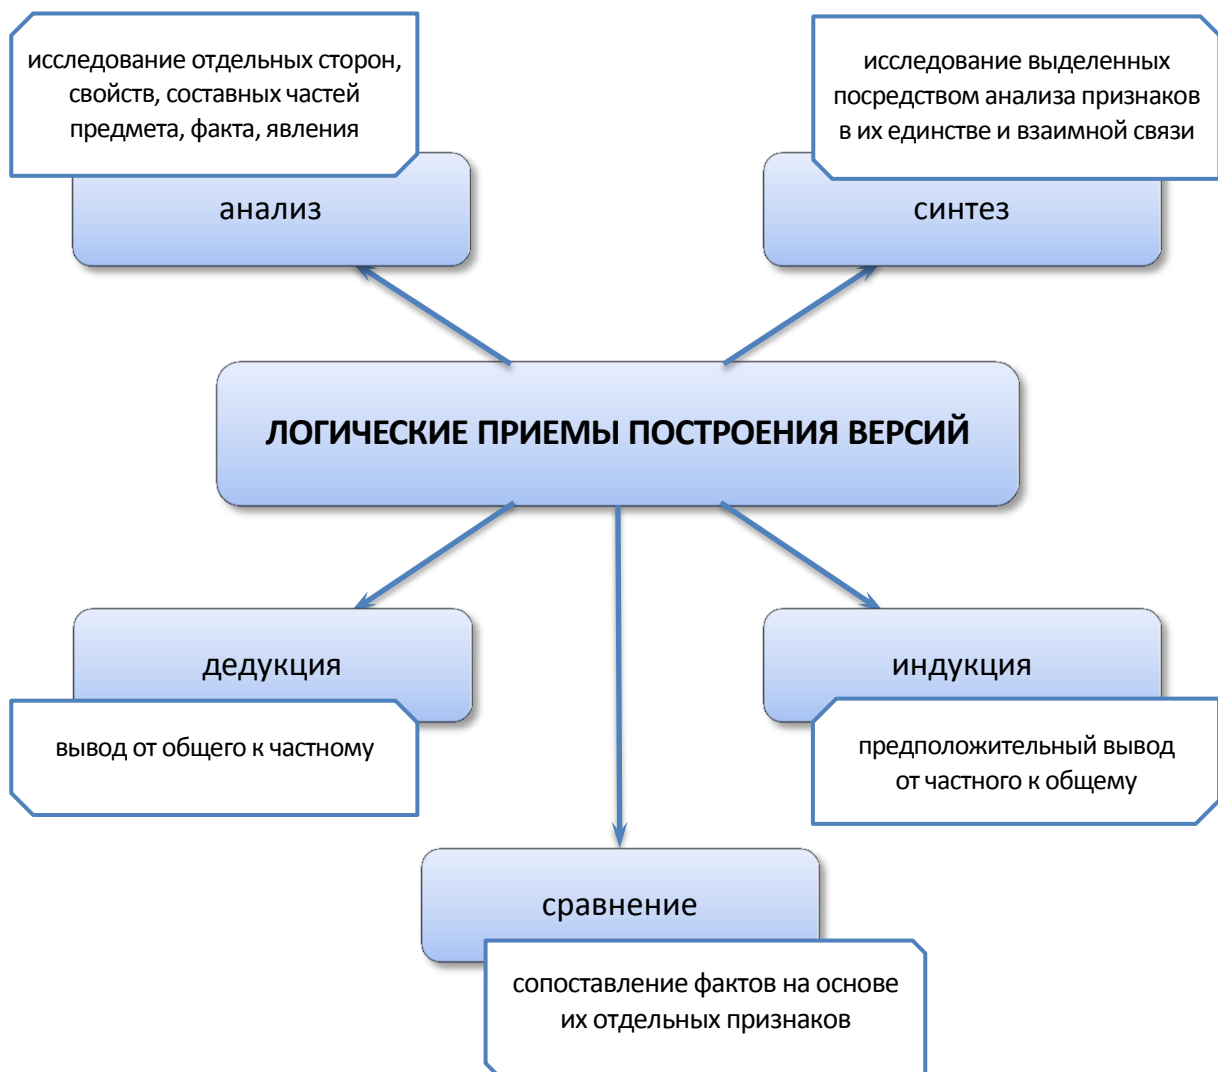 исследование отдельных сторон,
свойств, составных частей
предмета, факта, явления
анализ
исследование выделенных
посредством анализа признаков
в их единстве и взаимной связи
синтез
ЛОГИЧЕСКИЕ ПРИЕМЫ ПОСТРОЕНИЯ ВЕРСИЙ
дедукция
вывод от общего к частному
индукция
предположительный вывод
от частного к общему
сравнение
сопоставление фактов на основе
их отдельных признаков